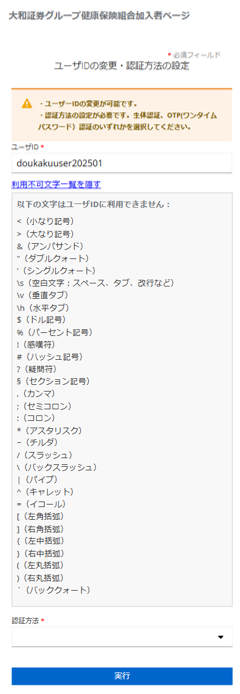 大和証券グループ健康保険組合加入者ページ
* 必須フィールド
ユーザIDの変更・認証方法の設定
・ユーザーIDの変更が可能です。
・認証方法の設定が必要です。生体認証、OTP(ワンタイム
パスワード）認証のいずれかを選択してください。
ユーザID *
doukakuuser202501
利用不可文字一覧を隠す
以下の文字はユーザIDに利用できません：
<（小なり記号）
>（大なり記号）
&（アンパサンド）
"（ダブルクォート）
'（シングルクォート）
\s（空白文字：スペース、タブ、改行など）
\v（垂直タブ）
\h（水平タブ）
$（ドル記号）
%（パーセント記号）
!（感嘆符）
#（ハッシュ記号）
?（疑問符）
§（セクション記号）
,（カンマ）
;（セミコロン）
:（コロン）
*（アスタリスク）
~（チルダ）
/（スラッシュ）
\（バックスラッシュ）
|（パイプ）
^（キャレット）
=（イコール）
[（左角括弧）
]（右角括弧）
{（左中括弧）
}（右中括弧）
(（左丸括弧）
)（右丸括弧）
`（バッククォート）
認証方法 *
実行